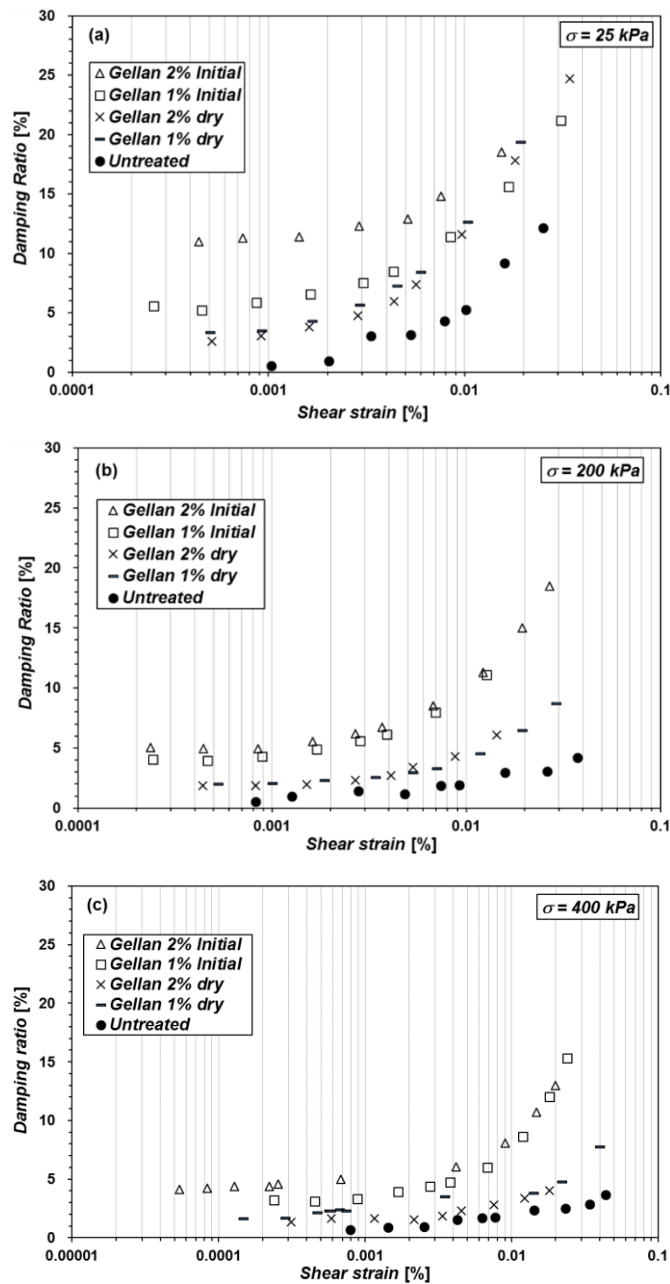 (a)
σ = 25 kPa
Gellan 2% Initial
Gellan 1% Initial
Gellan 2% dry
Gellan 1% dry
Untreated
Damping Ratio [%]
30
25
20
15
10
5
0
0.0001
0.001
0.01
0.1
Shear strain [%]
(b)
σ = 200 kPa
Gellan 2% Initial
Gellan 1% Initial
Gellan 2% dry
Gellan 1% dry
Untreated
Damping Ratio [%]
30
25
20
15
10
5
0
0.0001
0.001
0.01
0.1
Shear strain [%]
(c)
σ = 400 kPa
Gellan 2% Initial
Gellan 1% Initial
Gellan 2% dry
Gellan 1% dry
Untreated
Damping ratio [%]
30
25
20
15
10
5
0
0.00001
0.0001
0.001
0.01
0.1
Shear strain [%]